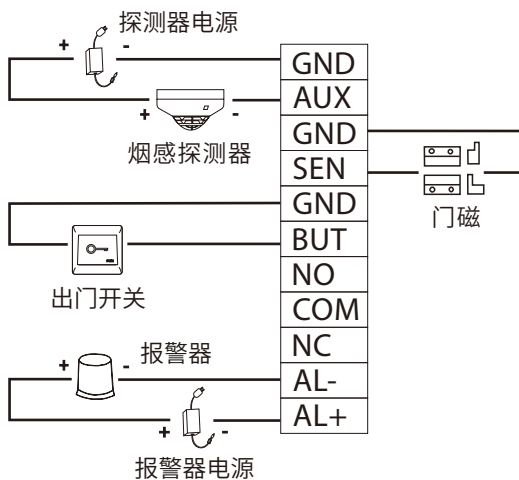 探测器电源
+
-
GND
AUX
+
-
烟感探测器
GND
SEN
门磁
GND
BUT
出门开关
NO
COM
NC
报警器
+
-
AL-
AL+
+
-
报警器电源